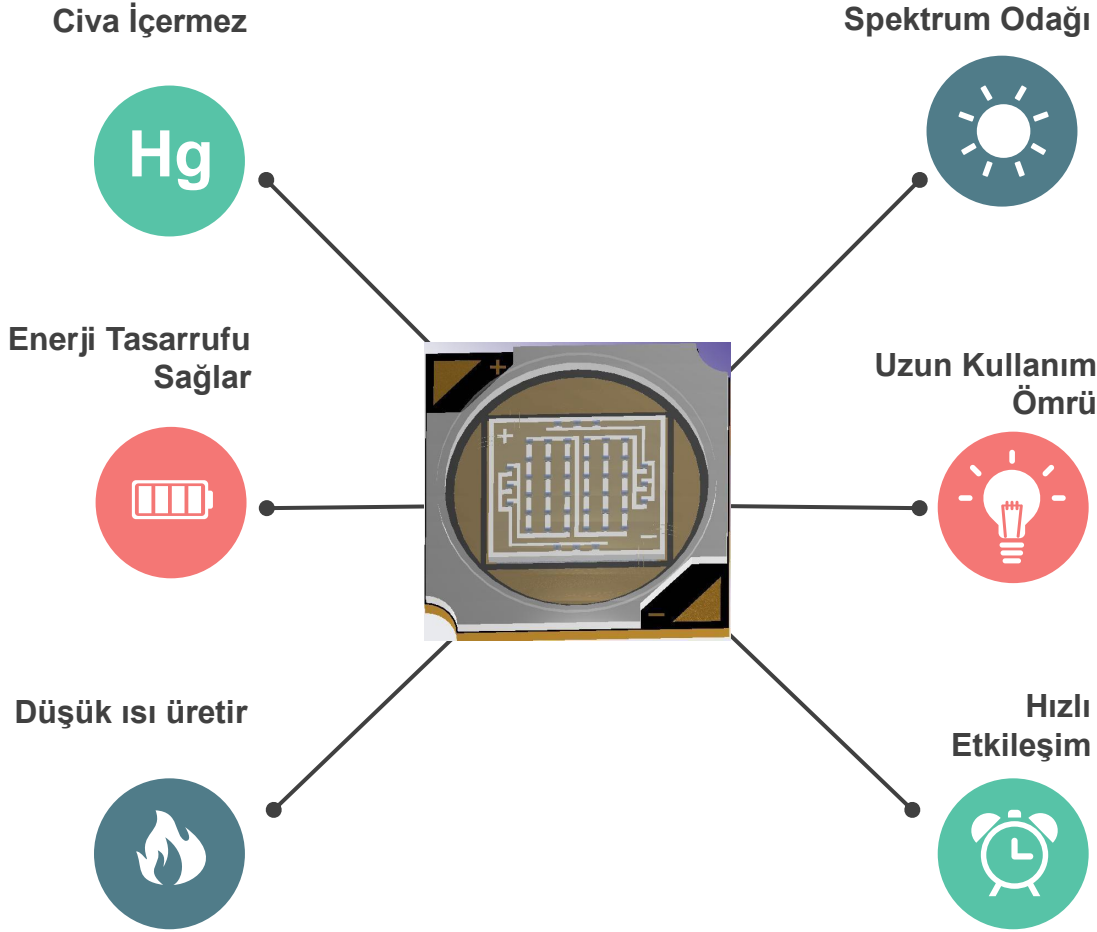 Civa İçermez
Hg
Spektrum Odağı
Enerji Tasarrufu
Sağlar
Uzun Kullanım
Ömrü
+
+
−
−
Düşük ısı üretir
Hızlı
Etkileşim